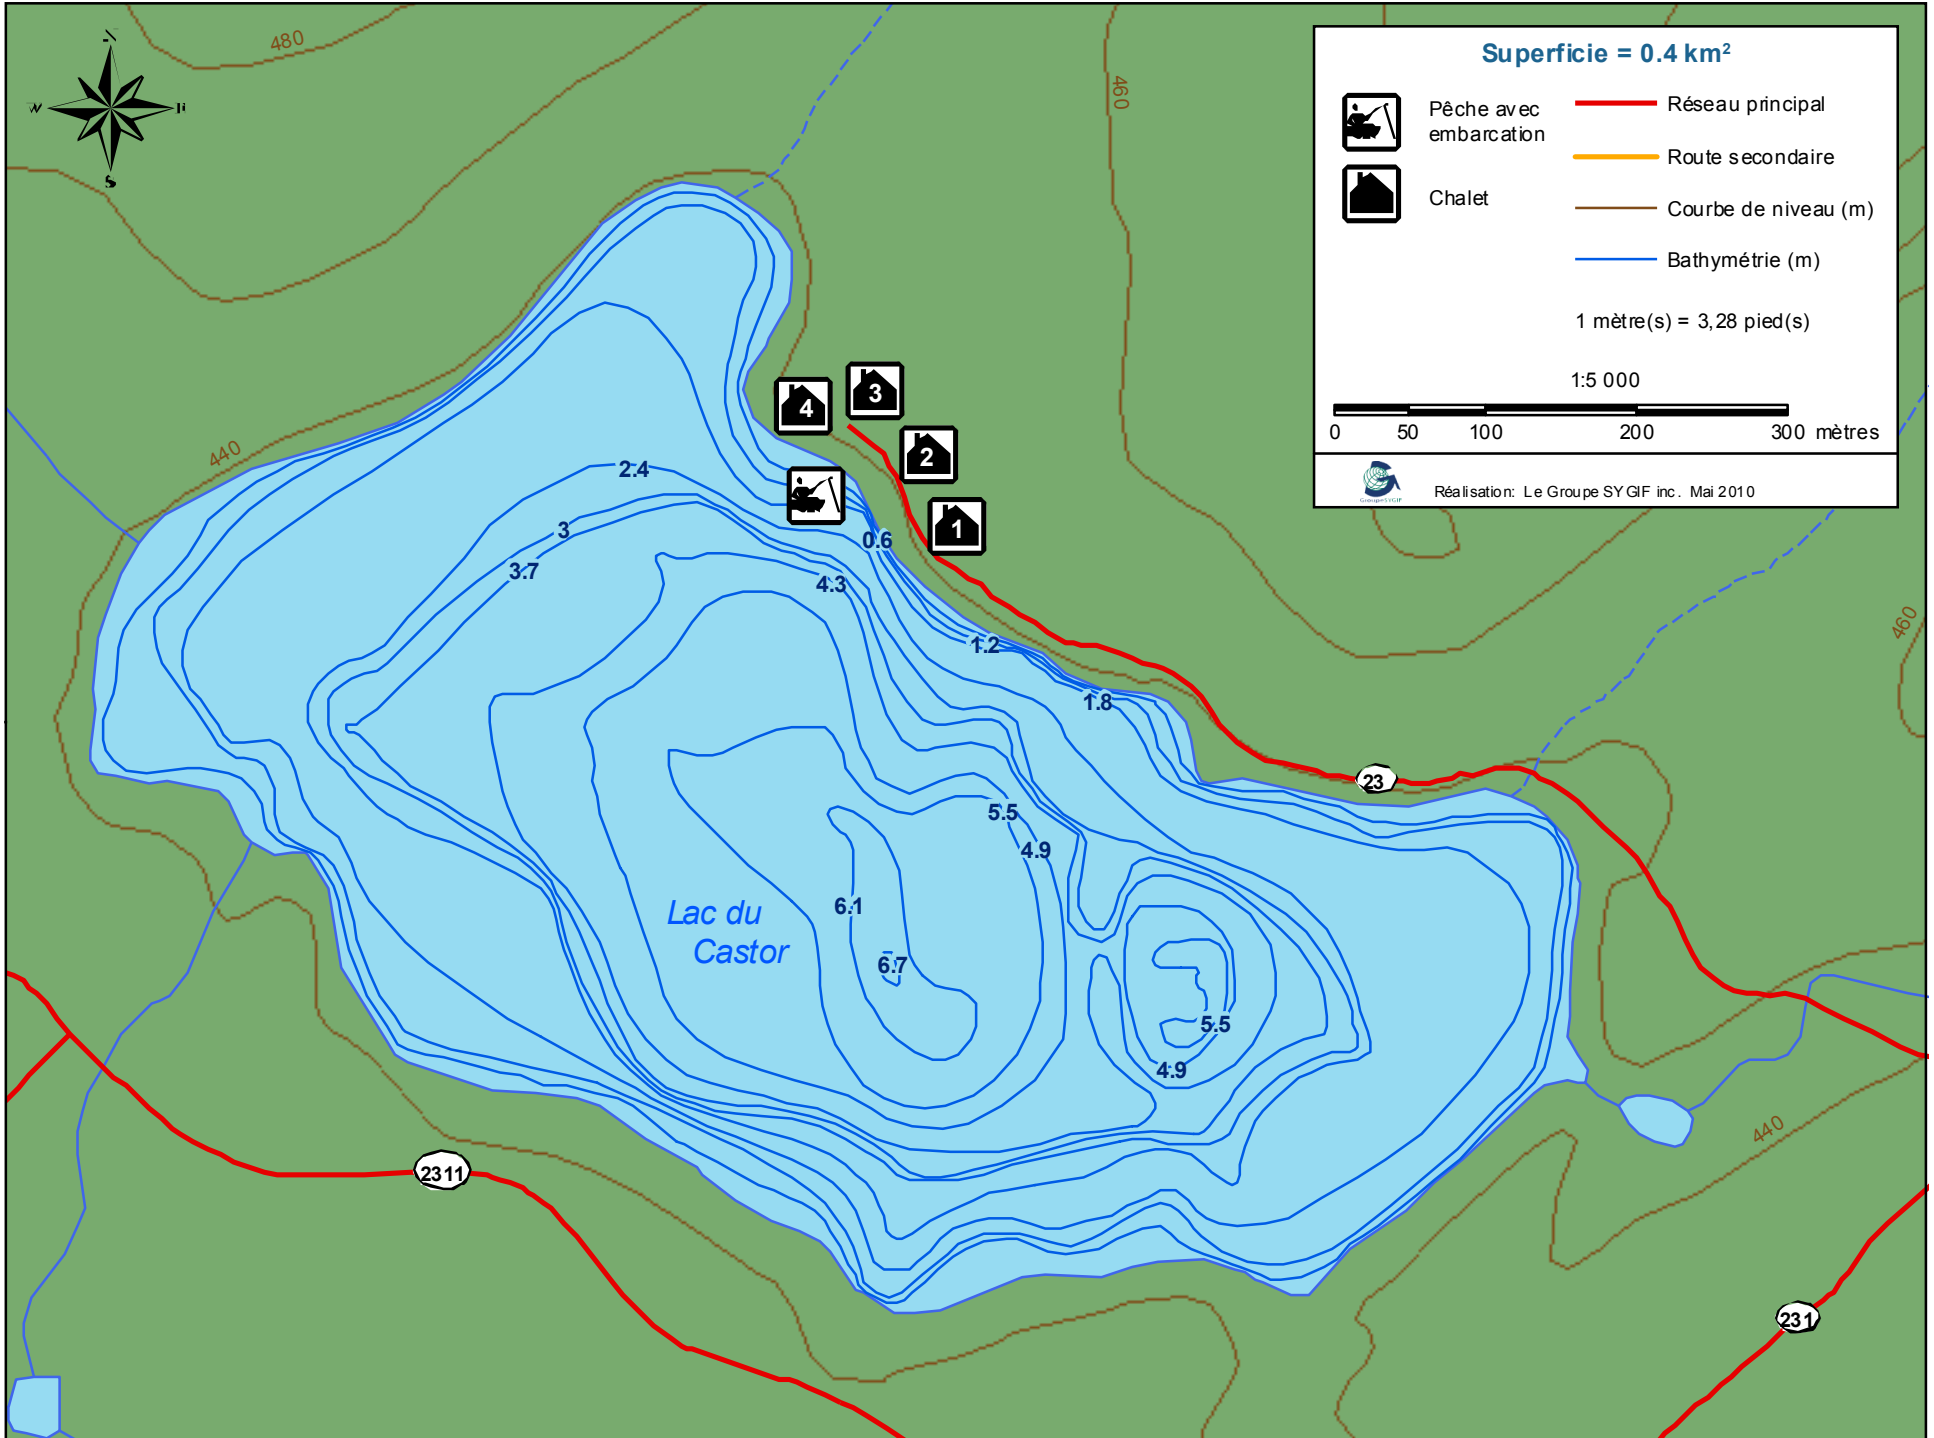 N
W
E
S
480
460
440
Superficie = 0.4 km²
Pêche avec
embarcation
Chalet
Réseau principal
Route secondaire
Courbe de niveau (m)
Bathymétrie (m)
1 mètre(s) = 3,28 pied(s)
1:5 000
0 50 100 200 300 mètres
Groupe SYGIF
Réalisation: Le Groupe SYGIF inc. Mai 2010
4
3
2
1
2.4
3
3.7
4.3
0.6
1.2
1.8
460
23
5.5
4.9
6.1
Lac du
Castor
6.7
5.5
4.9
440
2311
231